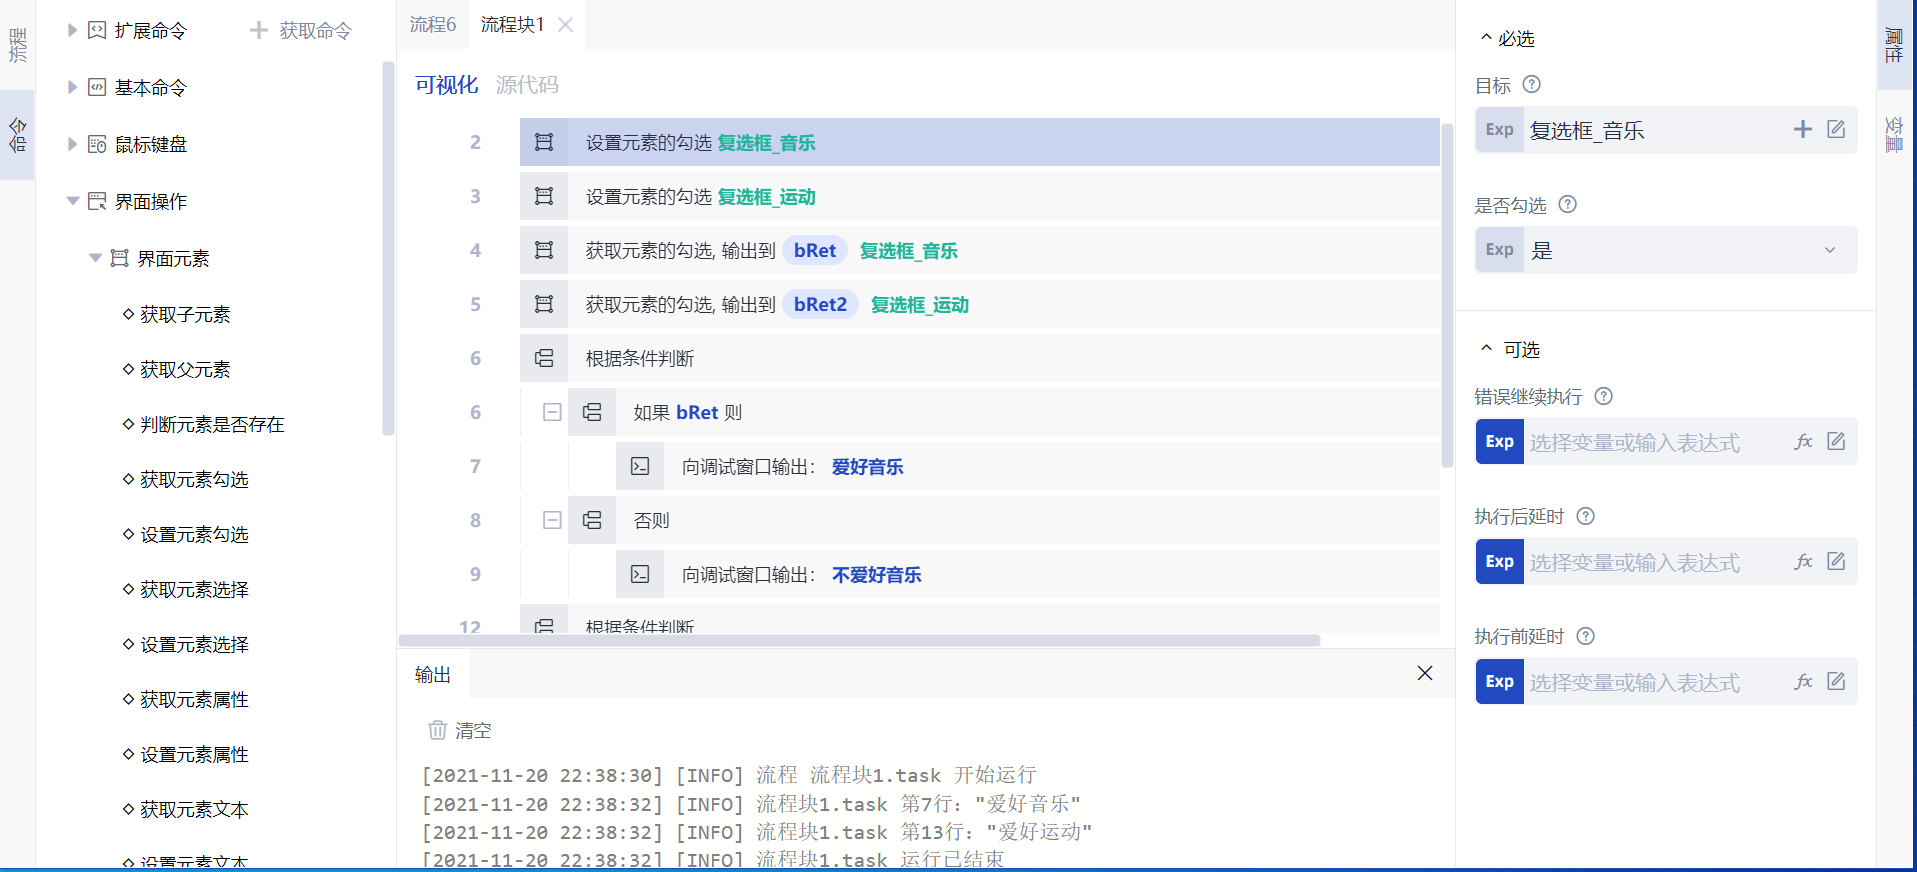 流程
命令
扩展命令
获取命令
基本命令
鼠标键盘
界面操作
界面元素
获取子元素
获取父元素
判断元素是否存在
获取元素勾选
设置元素勾选
获取元素选择
设置元素选择
获取元素属性
设置元素属性
获取元素文本
设置元素文本
流程6 流程块1
可视化 源代码
2 设置元素的勾选 复选框_音乐
3 设置元素的勾选 复选框_运动
4 获取元素的勾选, 输出到 bRet 复选框_音乐
5 获取元素的勾选, 输出到 bRet2 复选框_运动
6 根据条件判断
6 如果 bRet 则
7 向调试窗口输出： 爱好音乐
8 否则
9 向调试窗口输出： 不爱好音乐
12 根据条件判断
输出
清空
[2021-11-20 22:38:30] [INFO] 流程 流程块1.task 开始运行
[2021-11-20 22:38:32] [INFO] 流程块1.task 第7行："爱好音乐"
[2021-11-20 22:38:32] [INFO] 流程块1.task 第13行："爱好运动"
[2021-11-20 22:38:32] [INFO] 流程块1.task 运行已结束
必选
目标 ?
Exp 复选框_音乐
是否勾选 ?
Exp 是
可选
错误继续执行 ?
Exp 选择变量或输入表达式 fx
执行后延时 ?
Exp 选择变量或输入表达式 fx
执行前延时 ?
Exp 选择变量或输入表达式 fx
属性
变量